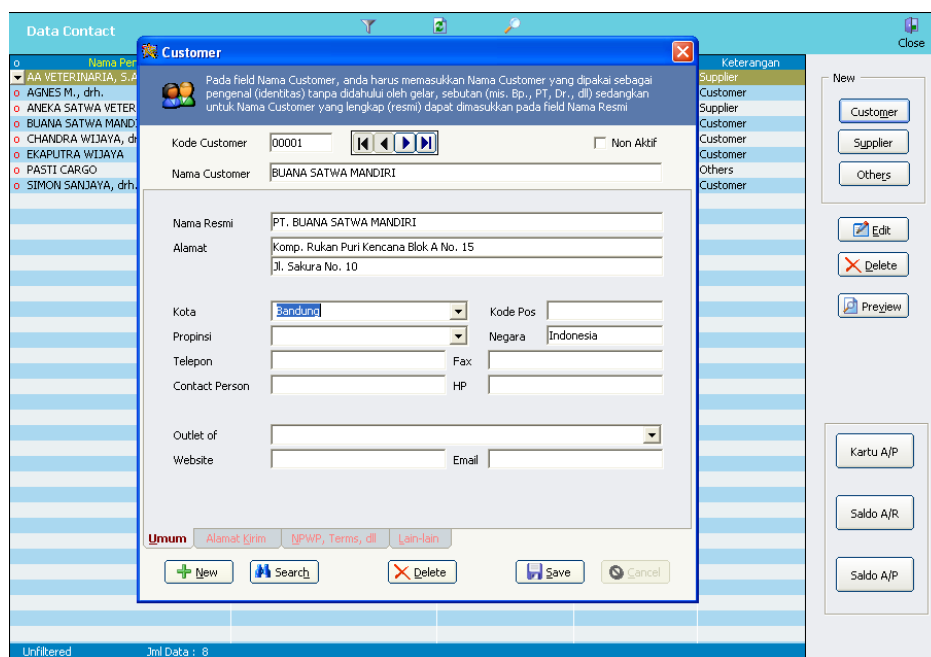 Data Contact
Close
o Nama Per
Keterangan
AA VETERINARIA, S.A
Supplier
o AGNES M., drh.
Customer
o ANEKA SATWA VETER
Supplier
o BUANA SATWA MANDI
Customer
o CHANDRA WIJAYA, dr
Customer
o EKAPUTRA WIJAYA
Customer
o PASTI CARGO
Others
o SIMON SANJAYA, drh.
Customer
Customer
Pada field Nama Customer, anda harus memasukkan Nama Customer yang dipakai sebagai
pengenal (identitas) tanpa didahului oleh gelar, sebutan (mis. Bp., PT, Dr., dll) sedangkan
untuk Nama Customer yang lengkap (resmi) dapat dimasukkan pada field Nama Resmi
Kode Customer 00001 Non Aktif
Nama Customer BUANA SATWA MANDIRI
Nama Resmi PT. BUANA SATWA MANDIRI
Alamat Komp. Rukan Puri Kencana Blok A No. 15
Jl. Sakura No. 10
Kota Bandung Kode Pos
Propinsi Negara Indonesia
Telepon Fax
Contact Person HP
Outlet of
Website Email
Umum Alamat Kirim NPWP, Terms, dll Lain-lain
New Search Delete Save Cancel
New
Customer
Supplier
Others
Edit
Delete
Preview
Kartu A/P
Saldo A/R
Saldo A/P
Unfiltered Jml Data : 8